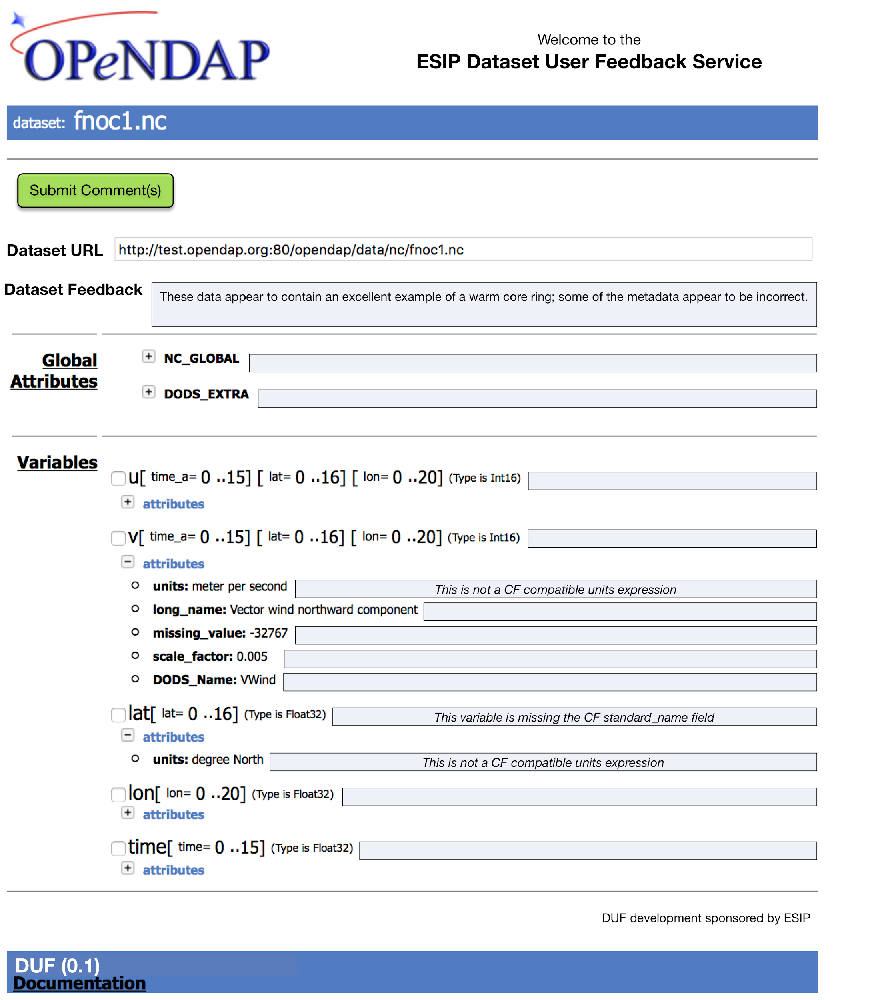 OPeNDAP
Welcome to the
ESIP Dataset User Feedback Service
dataset: fnoc1.nc
Submit Comment(s)
Dataset URL http://test.opendap.org:80/opendap/data/nc/fnoc1.nc
Dataset Feedback These data appear to contain an excellent example of a warm core ring; some of the metadata appear to be incorrect.
Global
Attributes
+ NC_GLOBAL
+ DODS_EXTRA
Variables
u[ time_a= 0 ..15] [ lat= 0 ..16] [ lon= 0 ..20] (Type is Int16)
+ attributes
v[ time_a= 0 ..15] [ lat= 0 ..16] [ lon= 0 ..20] (Type is Int16)
− attributes
units: meter per second This is not a CF compatible units expression
long_name: Vector wind northward component
missing_value: -32767
scale_factor: 0.005
DODS_Name: VWind
lat[ lat= 0 ..16] (Type is Float32) This variable is missing the CF standard_name field
− attributes
units: degree North This is not a CF compatible units expression
lon[ lon= 0 ..20] (Type is Float32)
+ attributes
time[ time= 0 ..15] (Type is Float32)
+ attributes
DUF development sponsored by ESIP
DUF (0.1)
Documentation